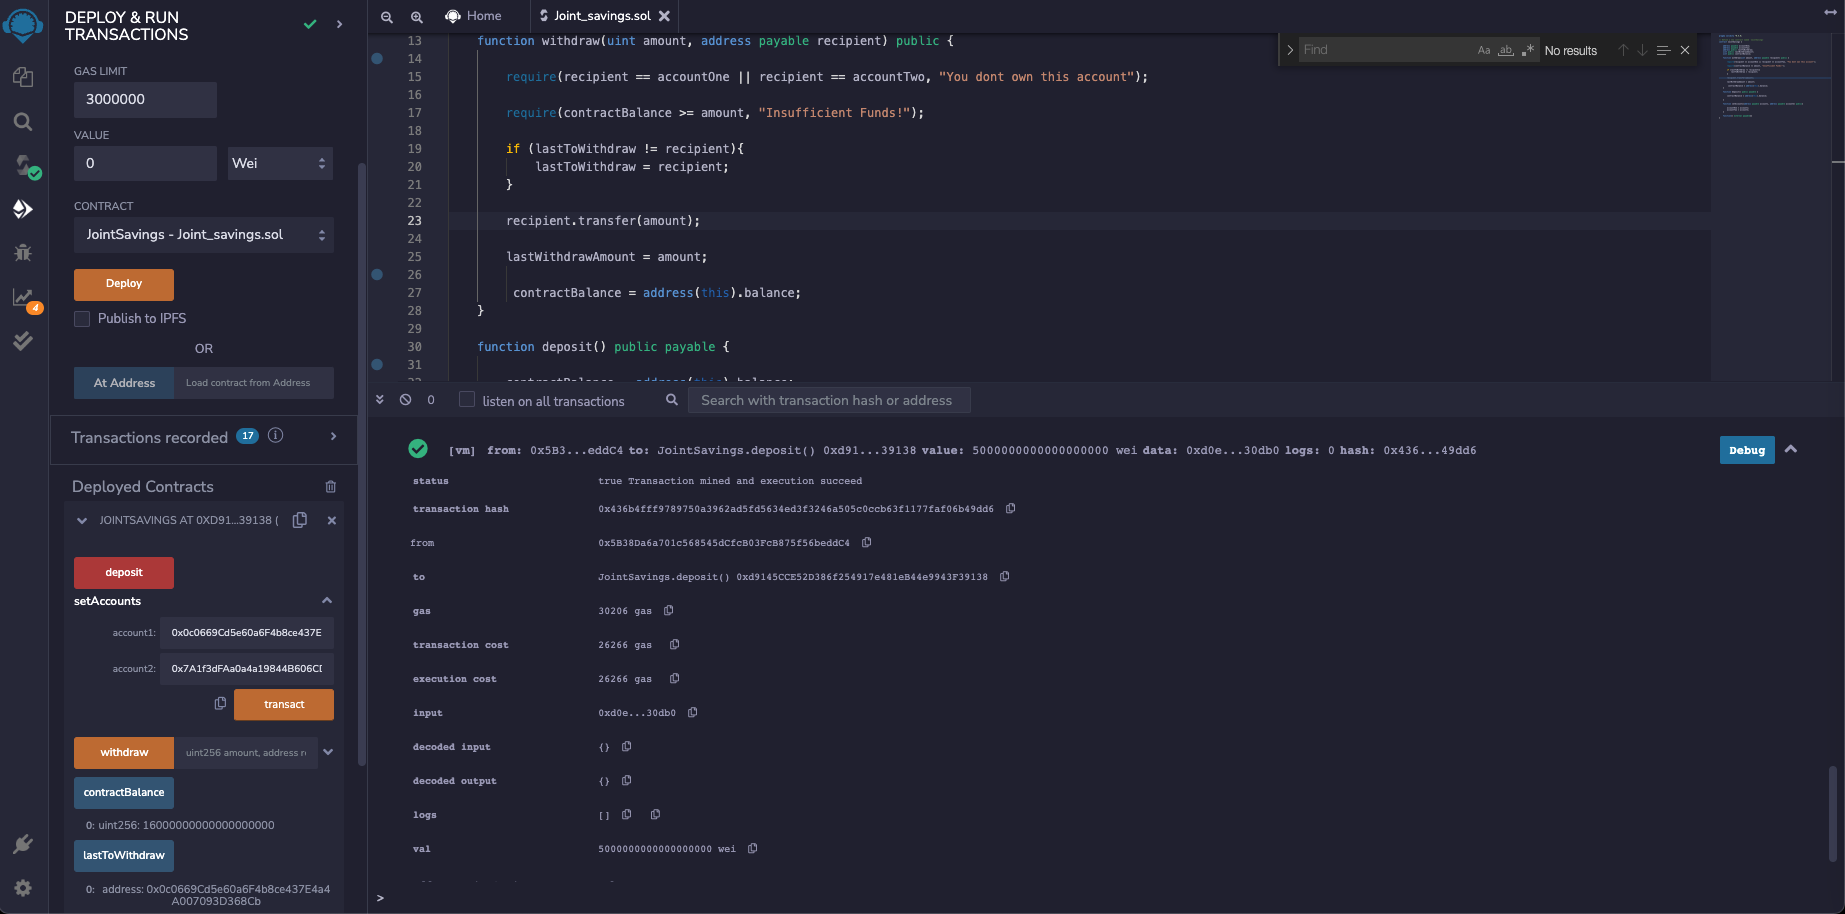 DEPLOY & RUN
TRANSACTIONS
GAS LIMIT
3000000
VALUE
0
Wei
CONTRACT
JointSavings - Joint_savings.sol
Deploy
Publish to IPFS
OR
At Address
Load contract from Address
Transactions recorded 17 i
Deployed Contracts
JOINTSAVINGS AT 0XD91...39138 (
deposit
setAccounts
account1: 0x0c0669Cd5e60a6F4b8ce437E
account2: 0x7A1f3dFAa0a4a19844B606CE
transact
withdraw
uint256 amount, address re
contractBalance
0: uint256: 16000000000000000000
lastToWithdraw
0: address: 0x0c0669Cd5e60a6F4b8ce437E4a4
A007093D368Cb
4
Home
Joint_savings.sol
Find
Aa ab .* No results
13 function withdraw(uint amount, address payable recipient) public {
14
15 require(recipient == accountOne || recipient == accountTwo, "You dont own this account");
16
17 require(contractBalance >= amount, "Insufficient Funds!");
18
19 if (lastToWithdraw != recipient){
20 lastToWithdraw = recipient;
21 }
22
23 recipient.transfer(amount);
24
25 lastWithdrawAmount = amount;
26
27 contractBalance = address(this).balance;
28 }
29
30 function deposit() public payable {
31
0
listen on all transactions
Search with transaction hash or address
[vm] from: 0x5B3...eddC4 to: JointSavings.deposit() 0xd91...39138 value: 5000000000000000000 wei data: 0xd0e...30db0 logs: 0 hash: 0x436...49dd6
Debug
status true Transaction mined and execution succeed
transaction hash 0x436b4fff9789750a3962ad5fd5634ed3f3246a505c0ccb63f1177faf06b49dd6
from 0x5B38Da6a701c568545dCfcB03FcB875f56beddC4
to JointSavings.deposit() 0xd9145CCE52D386f254917e481eB44e9943F39138
gas 30206 gas
transaction cost 26266 gas
execution cost 26266 gas
input 0xd0e...30db0
decoded input {}
decoded output {}
logs []
val 5000000000000000000 wei
>